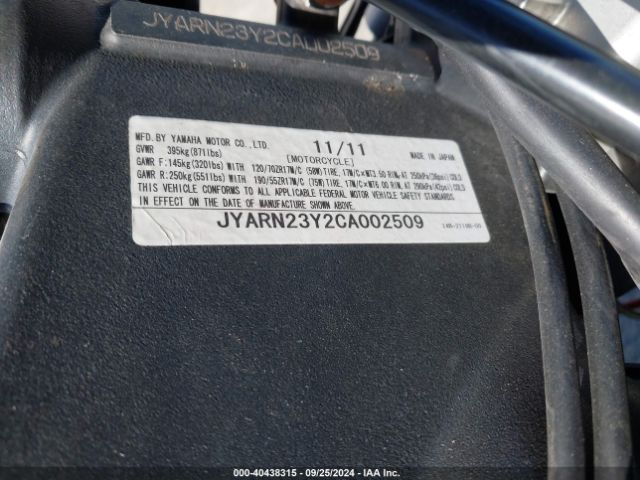 JYARN23Y2CA002509
MFD. BY YAMAHA MOTOR CO., LTD. 11/11 MADE IN JAPAN
GVWR 395kg(871lbs) [MOTORCYCLE]
GAWR F: 145kg(320lbs) WITH 120/70ZR17M/C (58W) TIRE, 17M/C×MT3.50 RIM, AT 250kPa(36psi) COLD
GAWR R: 250kg(551lbs) WITH 190/55ZR17M/C (75W) TIRE, 17M/C×MT6.00 RIM, AT 290kPa(42psi) COLD
THIS VEHICLE CONFORMS TO ALL APPLICABLE FEDERAL MOTOR VEHICLE SAFETY STANDARDS
IN EFFECT ON THE DATE OF MANUFACTURE SHOWN ABOVE.
JYARN23Y2CA002509
000-40438315 - 09/25/2024 - IAA Inc.